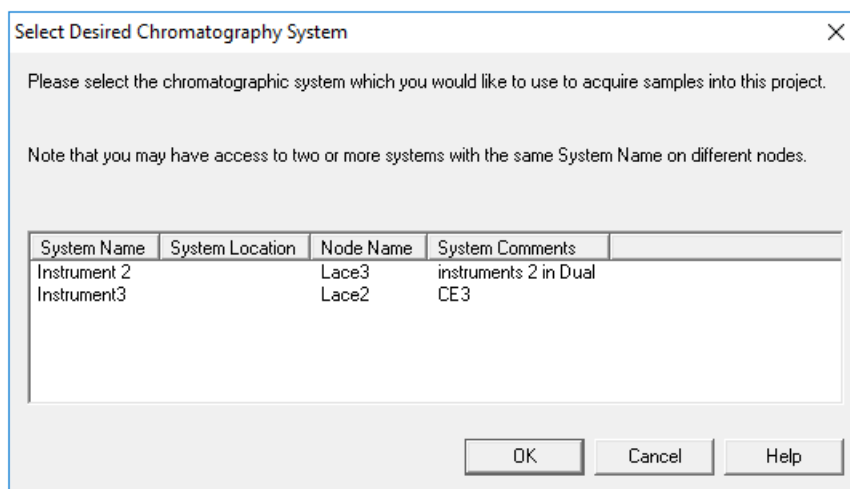 Select Desired Chromatography System
Please select the chromatographic system which you would like to use to acquire samples into this project.
Note that you may have access to two or more systems with the same System Name on different nodes.
System Name System Location Node Name System Comments
Instrument 2 Lace3 instruments 2 in Dual
Instrument3 Lace2 CE3
OK Cancel Help